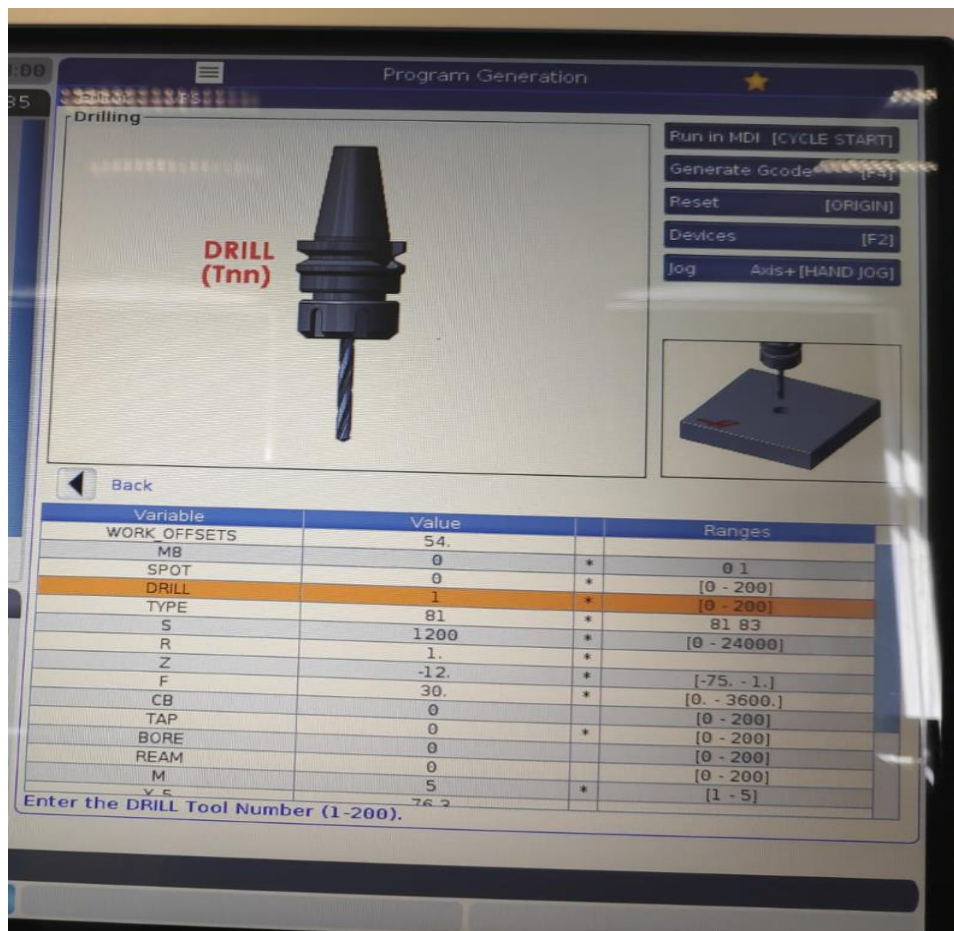 :00
Program Generation
35
VPS
Drilling
DRILL
(Tnn)
Run in MDI [CYCLE START]
Generate Gcode [F4]
Reset [ORIGIN]
Devices [F2]
Jog Axis+[HAND JOG]
Back
Variable Value Ranges
WORK_OFFSETS 54.
M8 0 * 0 1
SPOT 0 * [0 - 200]
DRILL 1 * [0 - 200]
TYPE 81 * 81 83
S 1200 * [0 - 24000]
R 1. *
Z -12. * [-75. - 1.]
F 30. * [0. - 3600.]
CB 0 [0 - 200]
TAP 0 * [0 - 200]
BORE 0 [0 - 200]
REAM 0 [0 - 200]
M 5 * [1 - 5]
Enter the DRILL Tool Number (1-200).